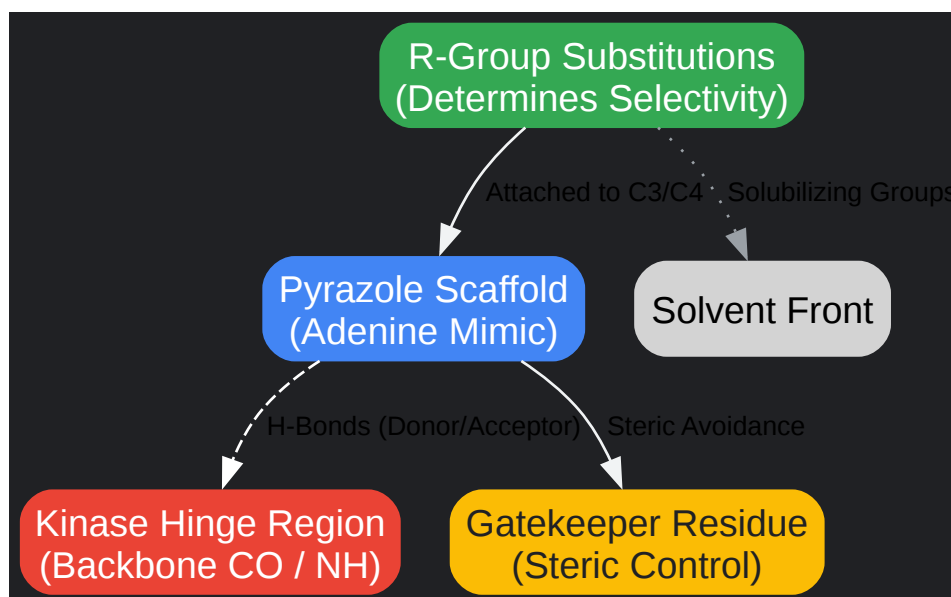 R-Group Substitutions
(Determines Selectivity)
Attached to C3/C4
Solubilizing Groups
Pyrazole Scaffold
(Adenine Mimic)
Solvent Front
H-Bonds (Donor/Acceptor)
Steric Avoidance
Kinase Hinge Region
(Backbone CO / NH)
Gatekeeper Residue
(Steric Control)